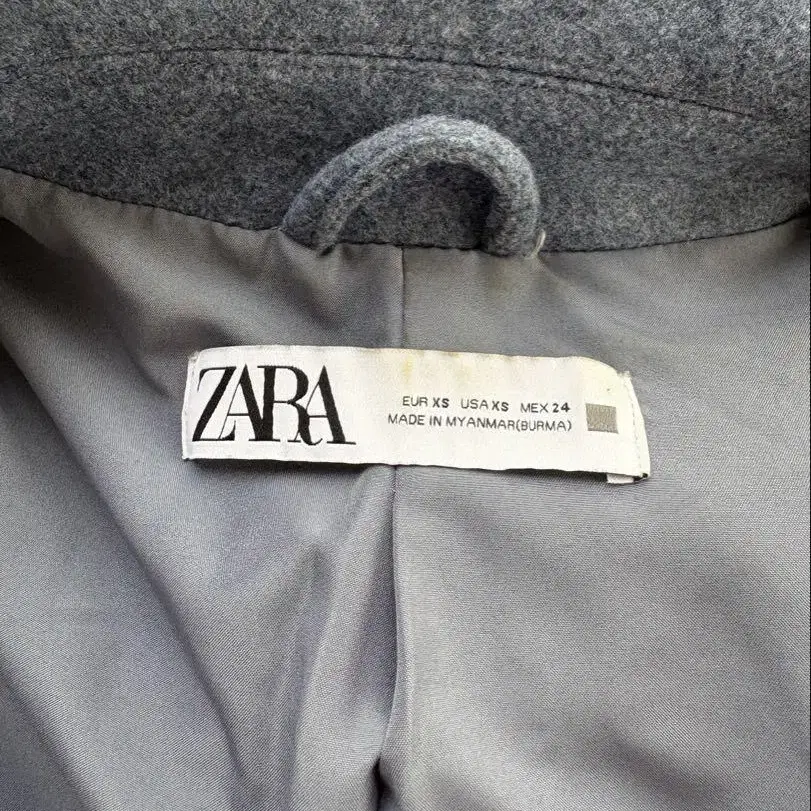 ZARA
EUR XS USA XS MEX 24
MADE IN MYANMAR(BURMA)